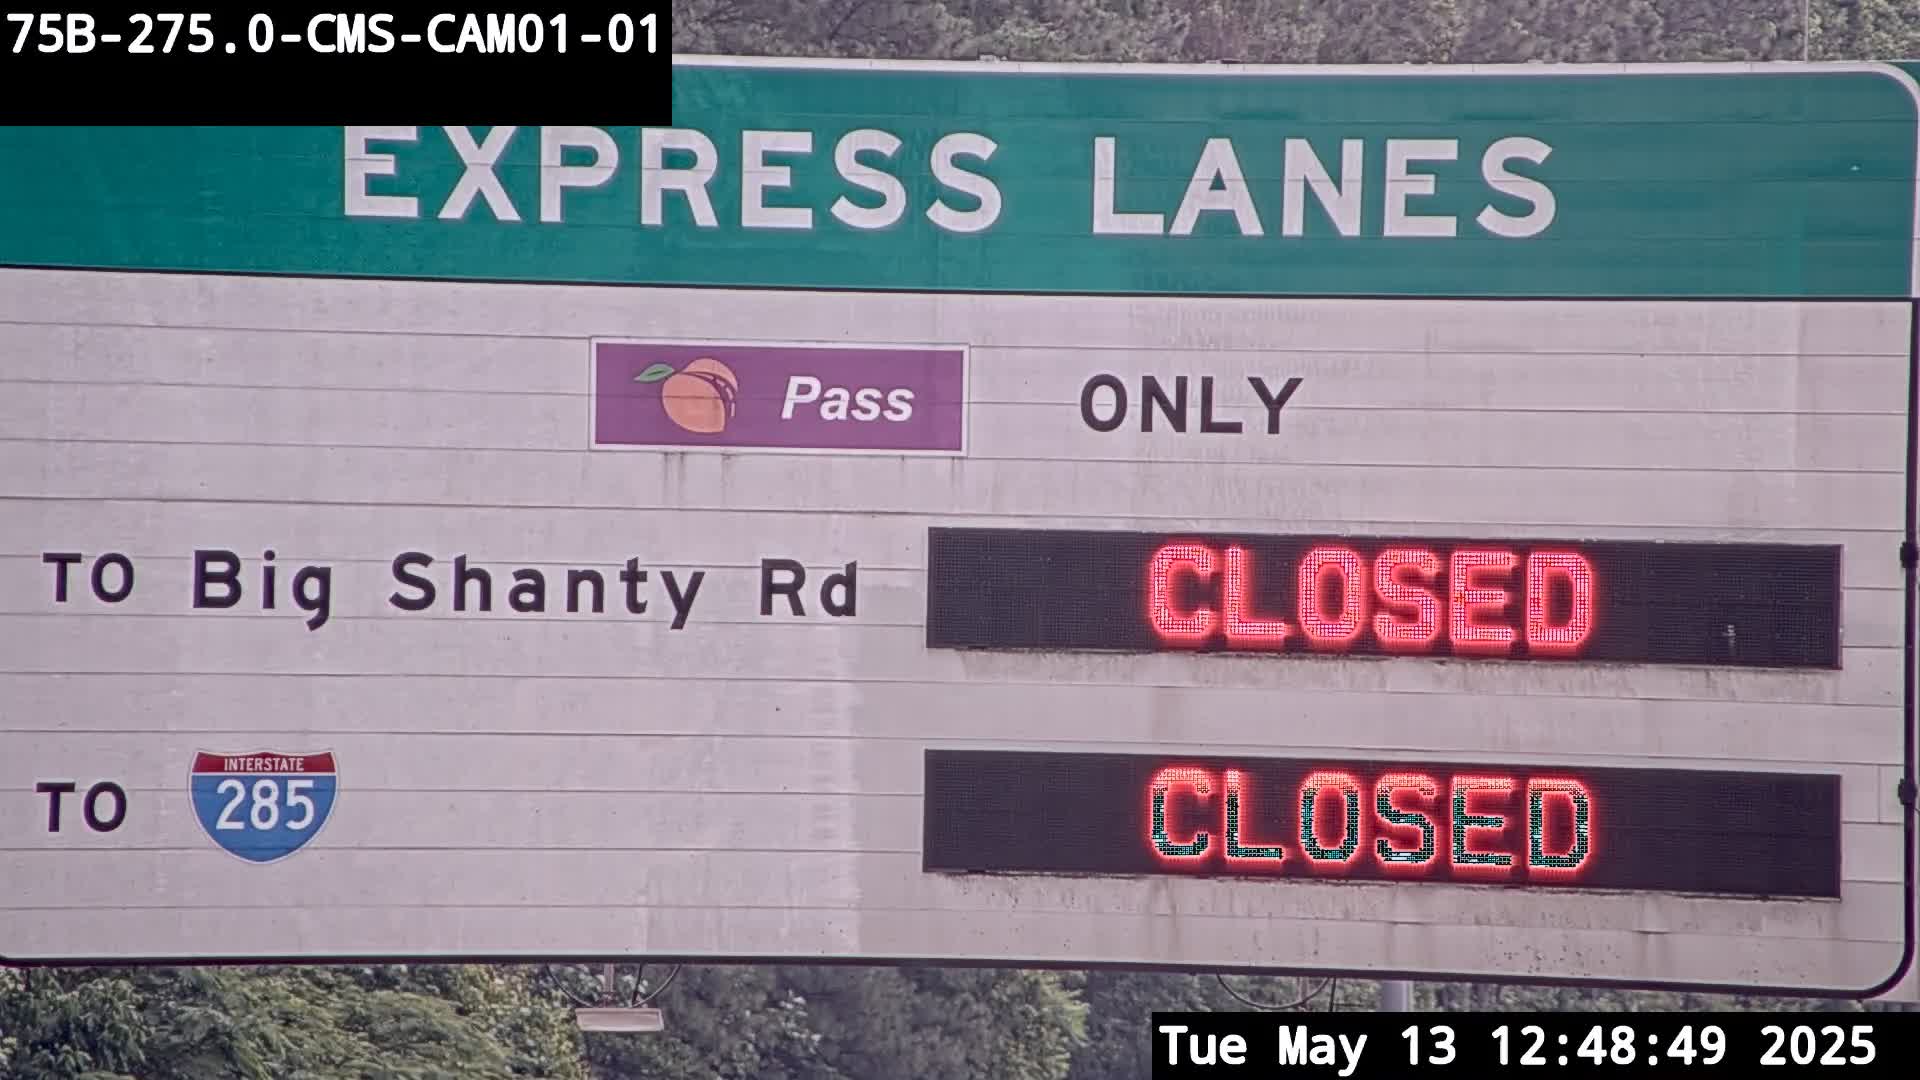 75B-275.0-CMS-CAM01-01
EXPRESS LANES
Pass ONLY
TO Big Shanty Rd CLOSED
TO INTERSTATE 285 CLOSED
Tue May 13 12:48:49 2025